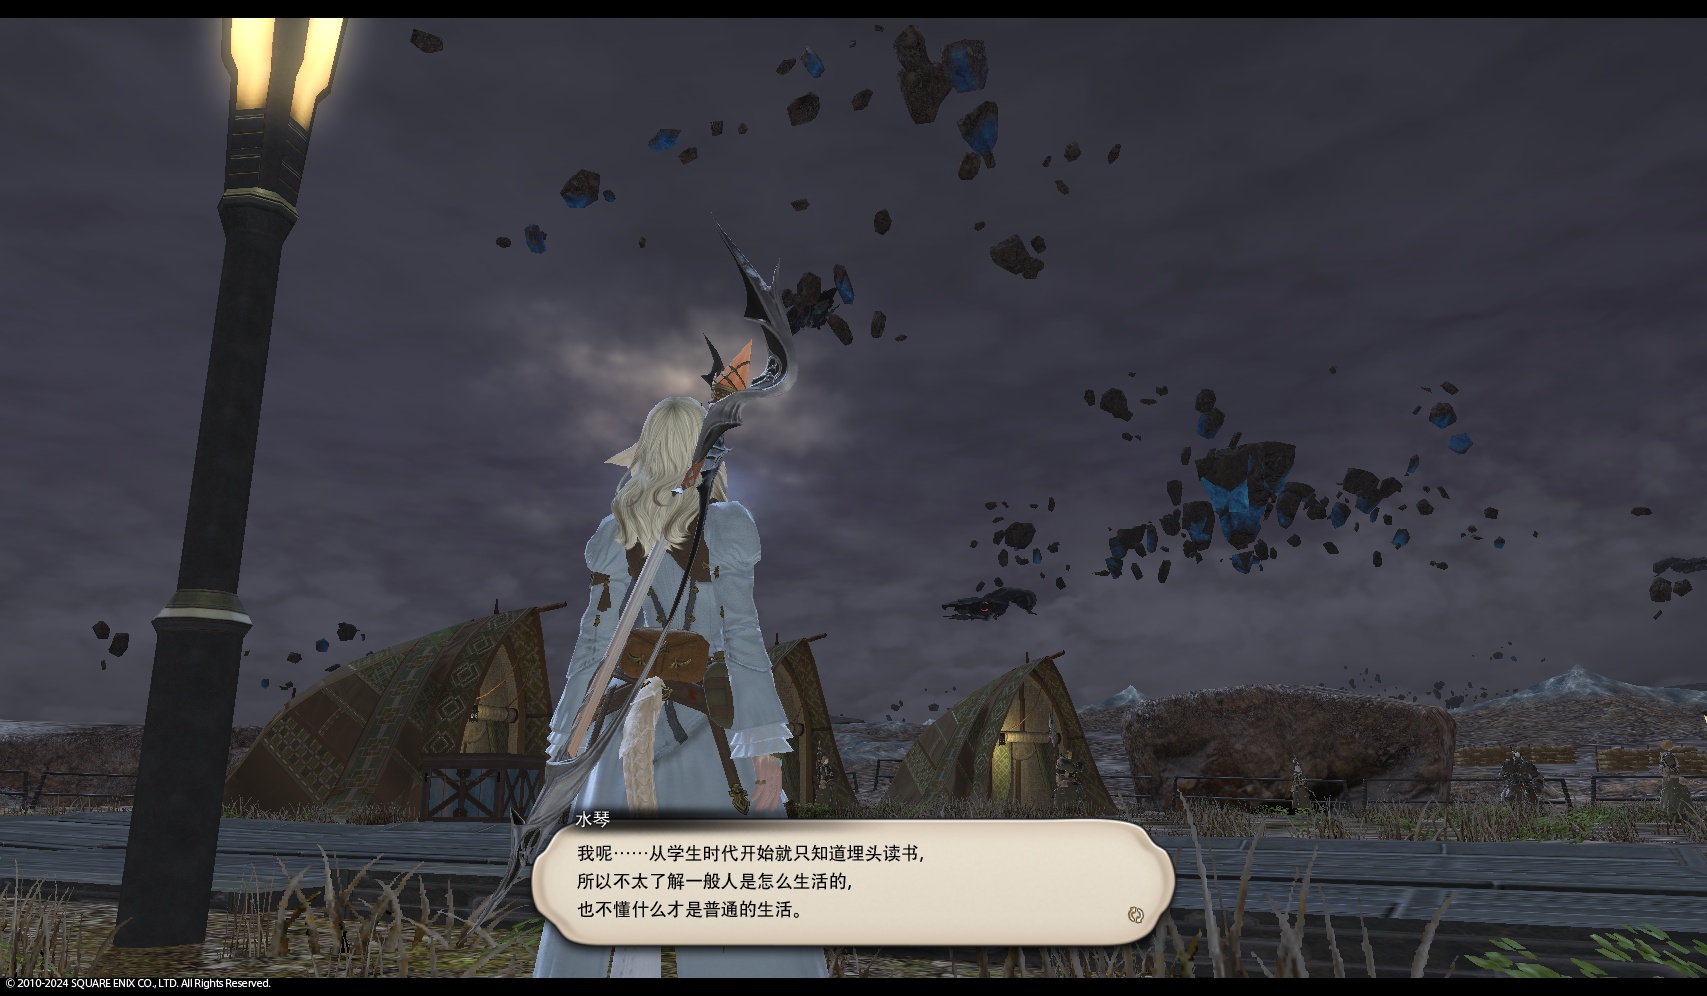 水琴
我呢……从学生时代开始就只知道埋头读书，
所以不太了解一般人是怎么生活的，
也不懂什么才是普通的生活。
© 2010-2024 SQUARE ENIX CO., LTD. All Rights Reserved.